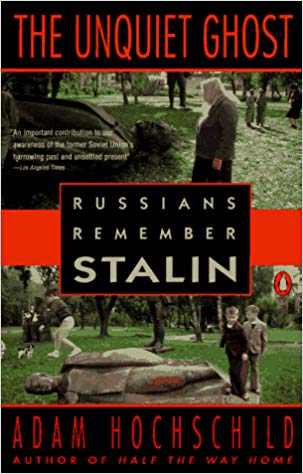 THE UNQUIET GHOST
"An important contribution to our
awareness of the former Soviet Union's
harrowing past and unsettled present"
—Los Angeles Times
RUSSIANS
REMEMBER
STALIN
ADAM HOCHSCHILD
AUTHOR OF HALF THE WAY HOME